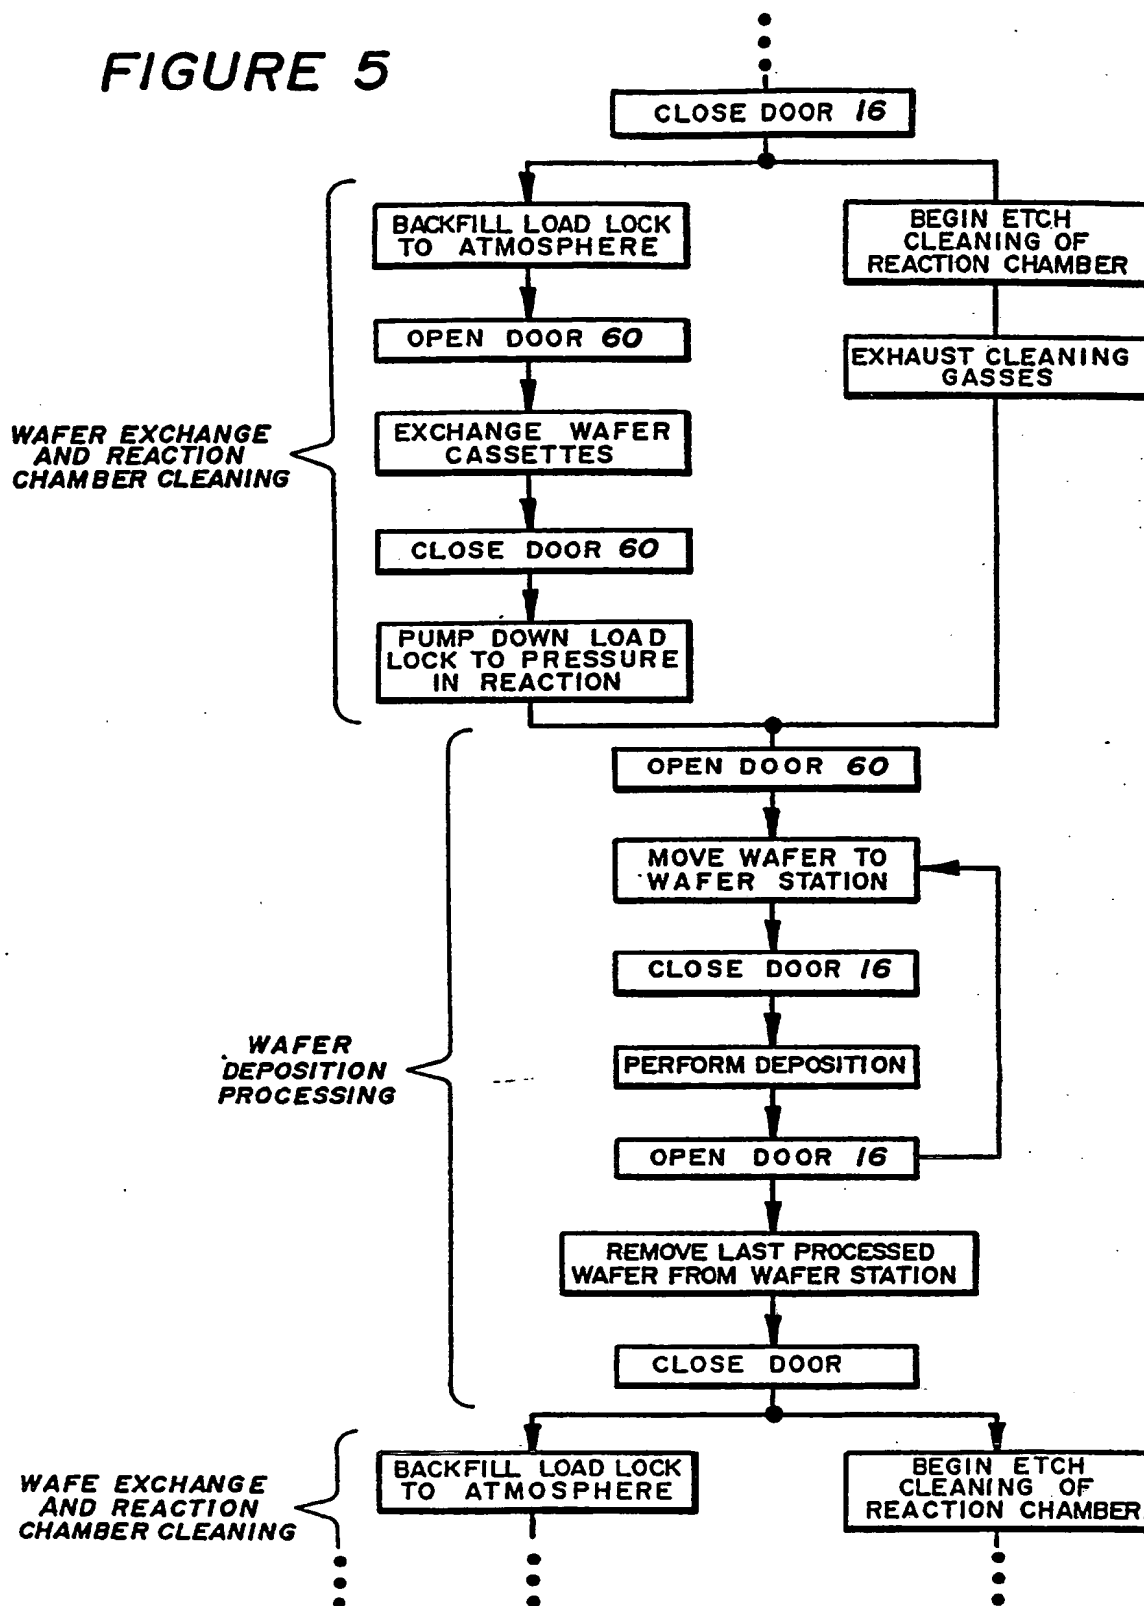 FIGURE 5
CLOSE DOOR 16
BACKFILL LOAD LOCK
TO ATMOSPHERE
OPEN DOOR 60
EXCHANGE WAFER
CASSETTES
CLOSE DOOR 60
PUMP DOWN LOAD
LOCK TO PRESSURE
IN REACTION
BEGIN ETCH
CLEANING OF
REACTION CHAMBER
EXHAUST CLEANING
GASSES
WAFER EXCHANGE
AND REACTION
CHAMBER CLEANING
OPEN DOOR 60
MOVE WAFER TO
WAFER STATION
CLOSE DOOR 16
PERFORM DEPOSITION
OPEN DOOR 16
REMOVE LAST PROCESSED
WAFER FROM WAFER STATION
CLOSE DOOR
WAFER
DEPOSITION
PROCESSING
BACKFILL LOAD LOCK
TO ATMOSPHERE
BEGIN ETCH
CLEANING OF
REACTION CHAMBER
WAFE EXCHANGE
AND REACTION
CHAMBER CLEANING